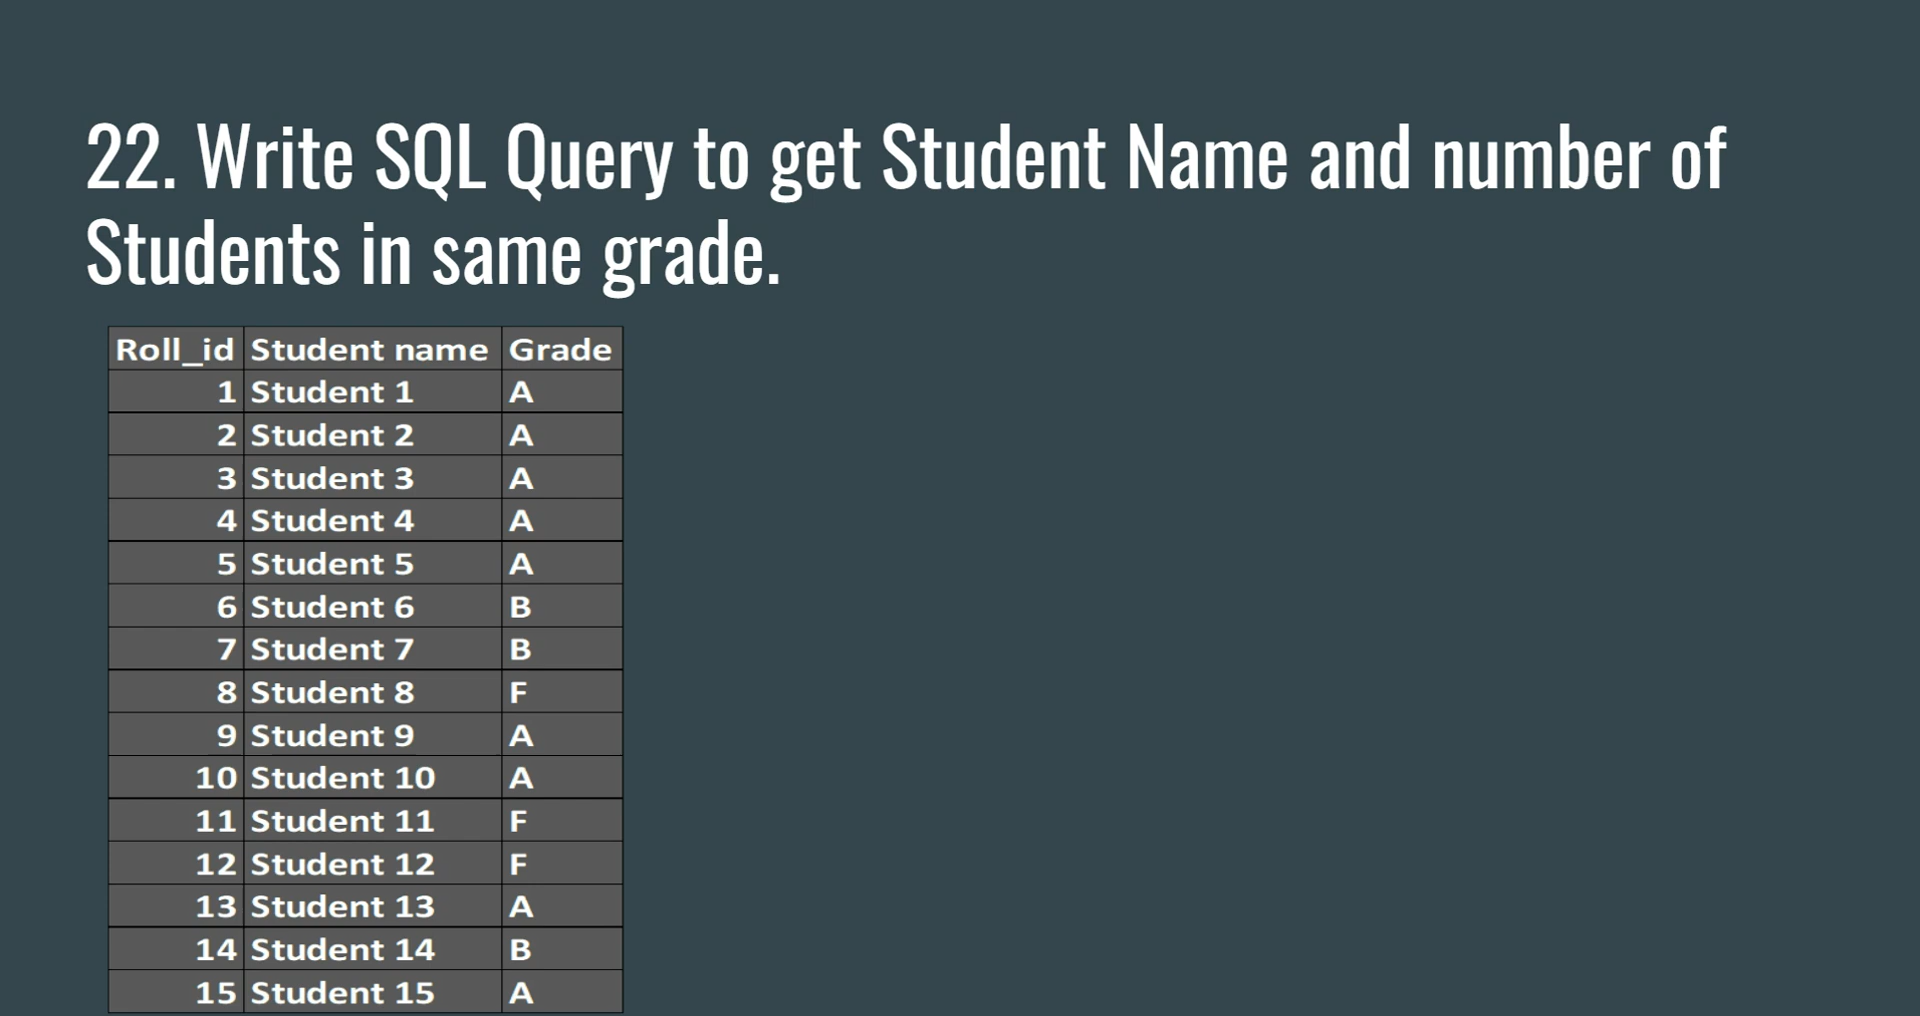 22. Write SQL Query to get Student Name and number of
Students in same grade.
Roll_id Student name Grade
1 Student 1 A
2 Student 2 A
3 Student 3 A
4 Student 4 A
5 Student 5 A
6 Student 6 B
7 Student 7 B
8 Student 8 F
9 Student 9 A
10 Student 10 A
11 Student 11 F
12 Student 12 F
13 Student 13 A
14 Student 14 B
15 Student 15 A